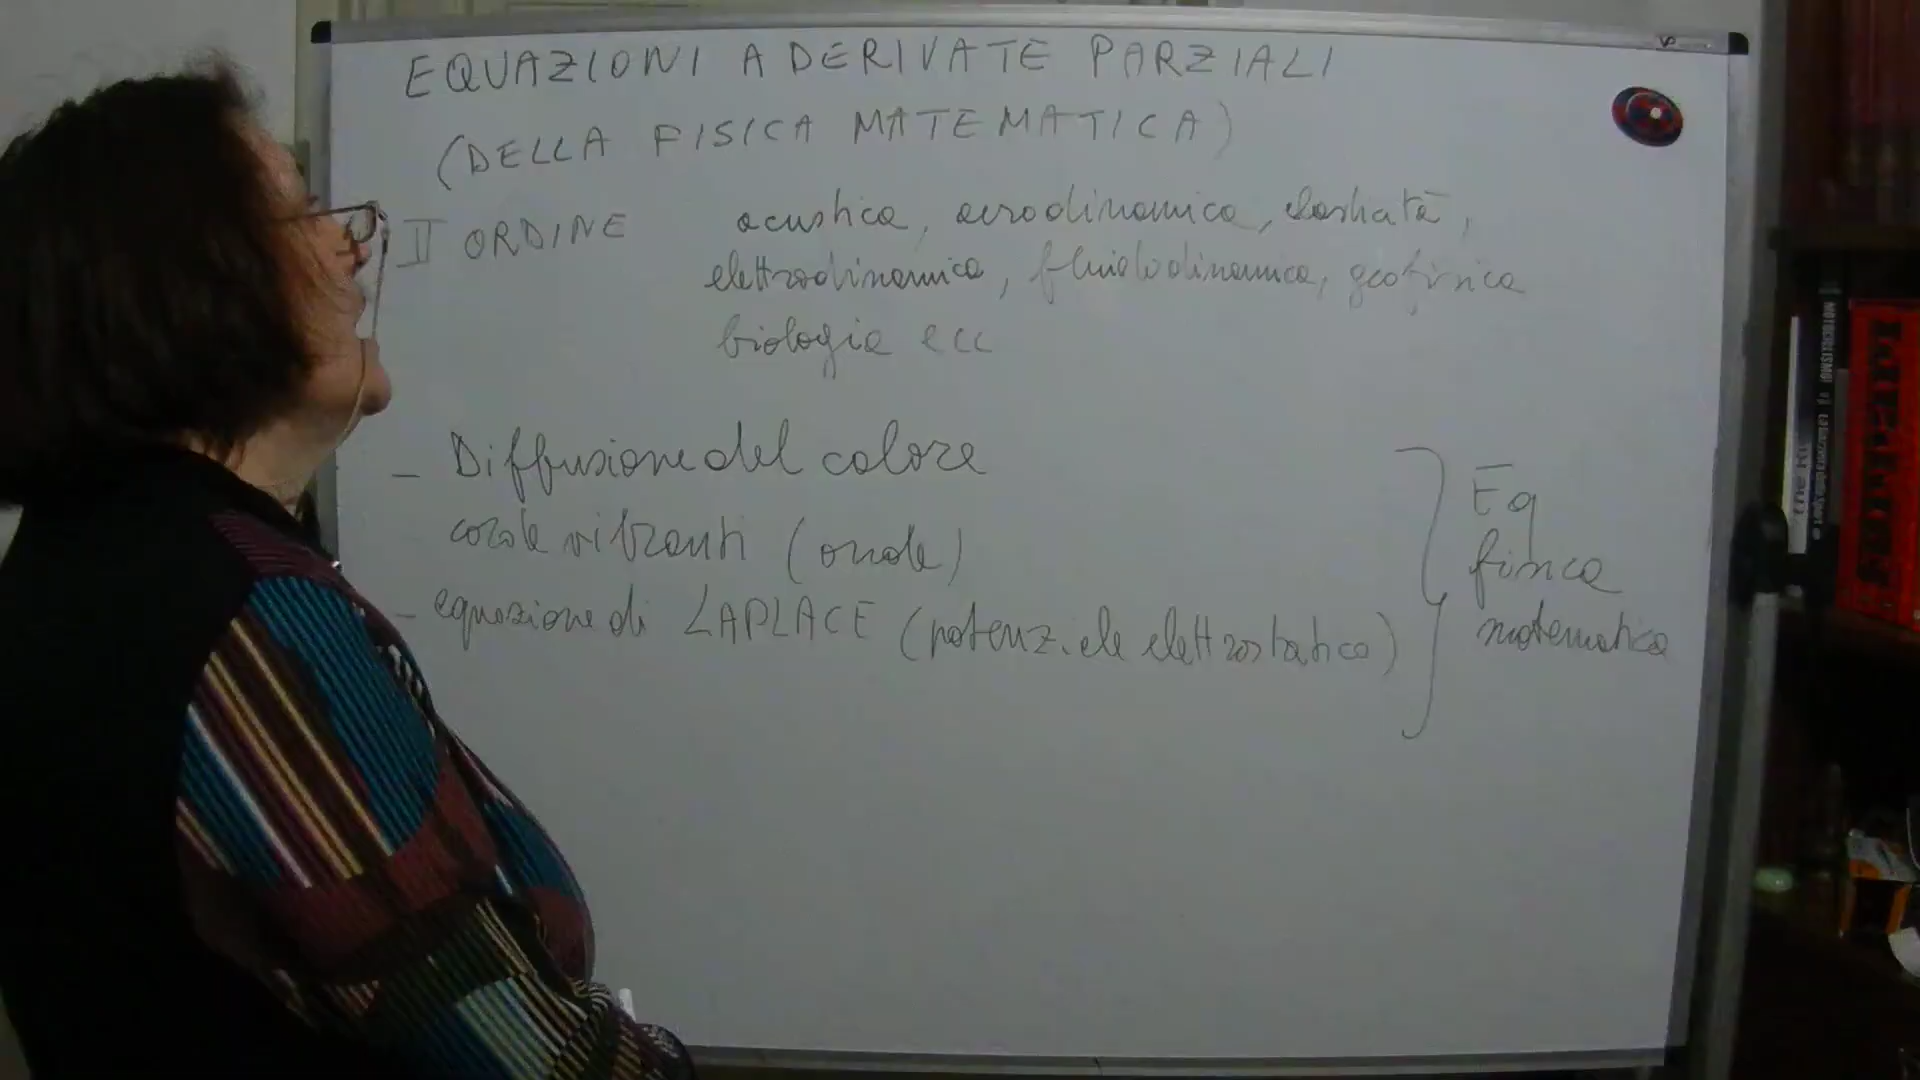 EQUAZIONI A DERIVATE PARZIALI
(DELLA FISICA MATEMATICA)
II ORDINE
acustica, aerodinamica, elasticità,
elettrodinamica, fluidodinamica, geofisica
biologia ecc
- Diffusione del calore
corde vibranti (onde)
- equazione di LAPLACE (potenziale elettrostatico)
Eq
fisica
matematica